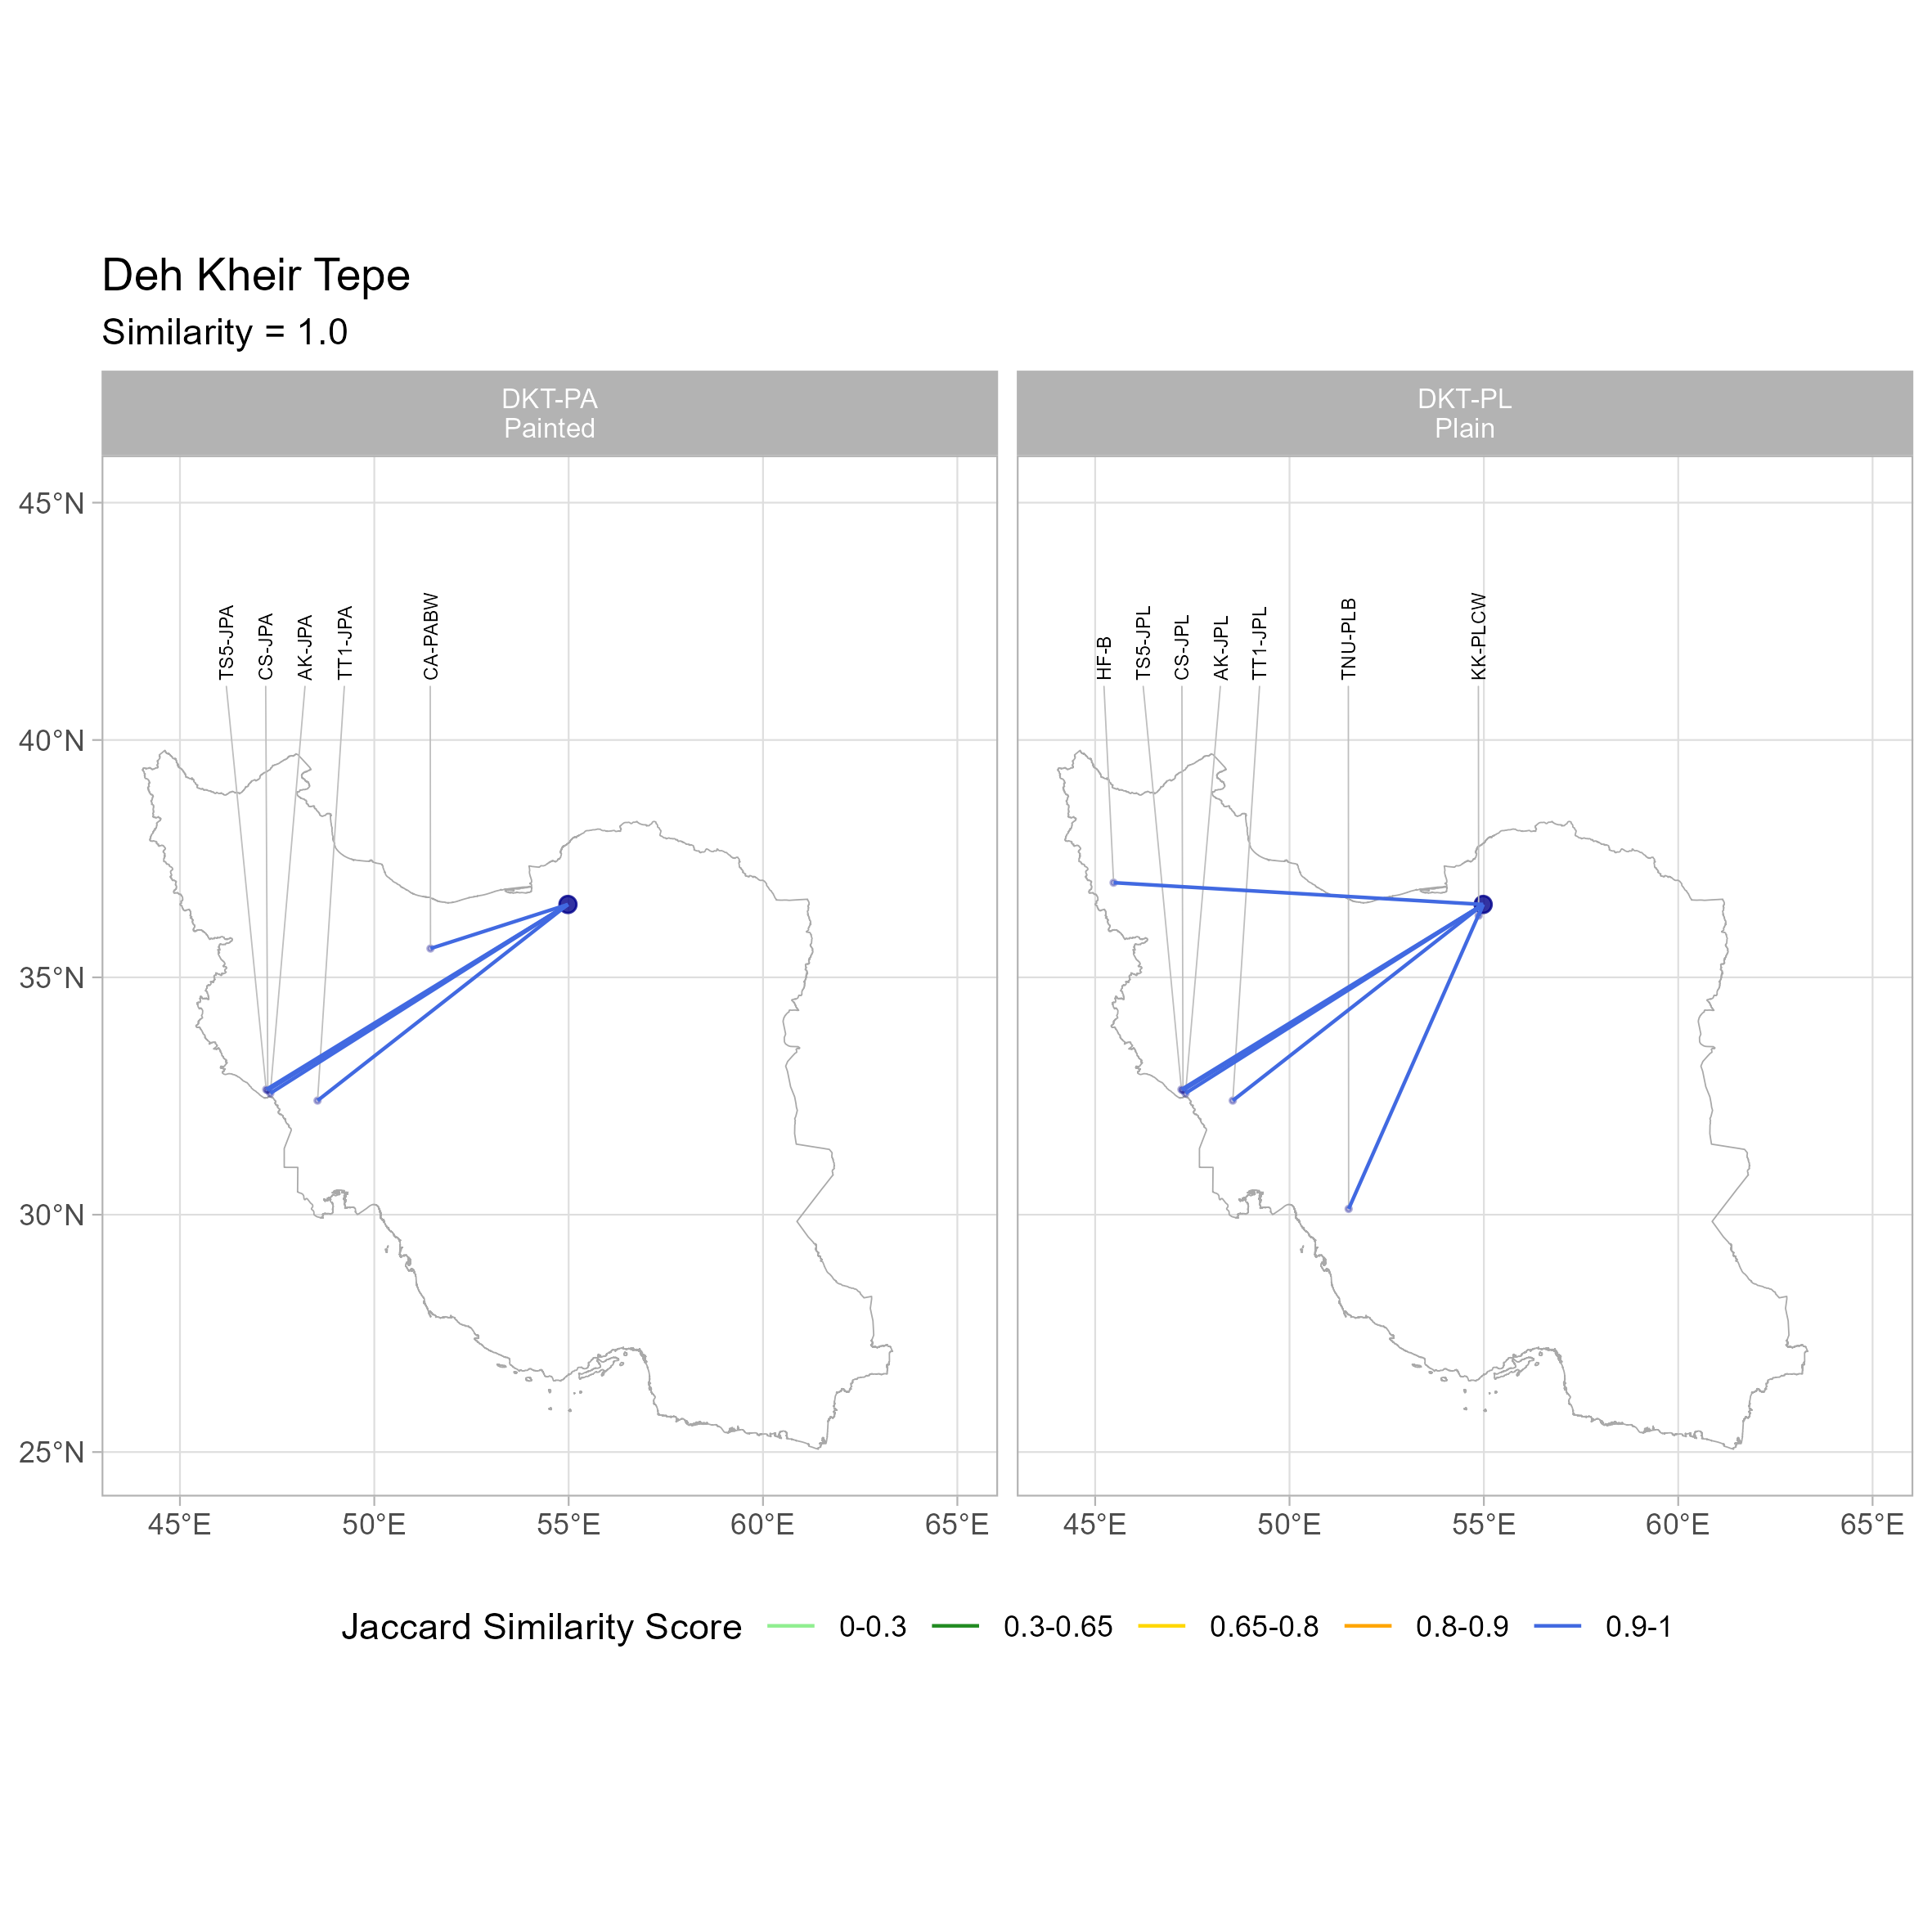 Deh Kheir Tepe
Similarity = 1.0
DKT-PA
Painted
DKT-PL
Plain
45°N
40°N
35°N
30°N
25°N
TS5-JPA
CS-JPA
AK-JPA
TT1-JPA
CA-PABW
HF-B
TS5-JPL
CS-JPL
AK-JPL
TT1-JPL
TNU-PLB
KK-PLCW
45°E 50°E 55°E 60°E 65°E
45°E 50°E 55°E 60°E 65°E
Jaccard Similarity Score 0-0.3 0.3-0.65 0.65-0.8 0.8-0.9 0.9-1